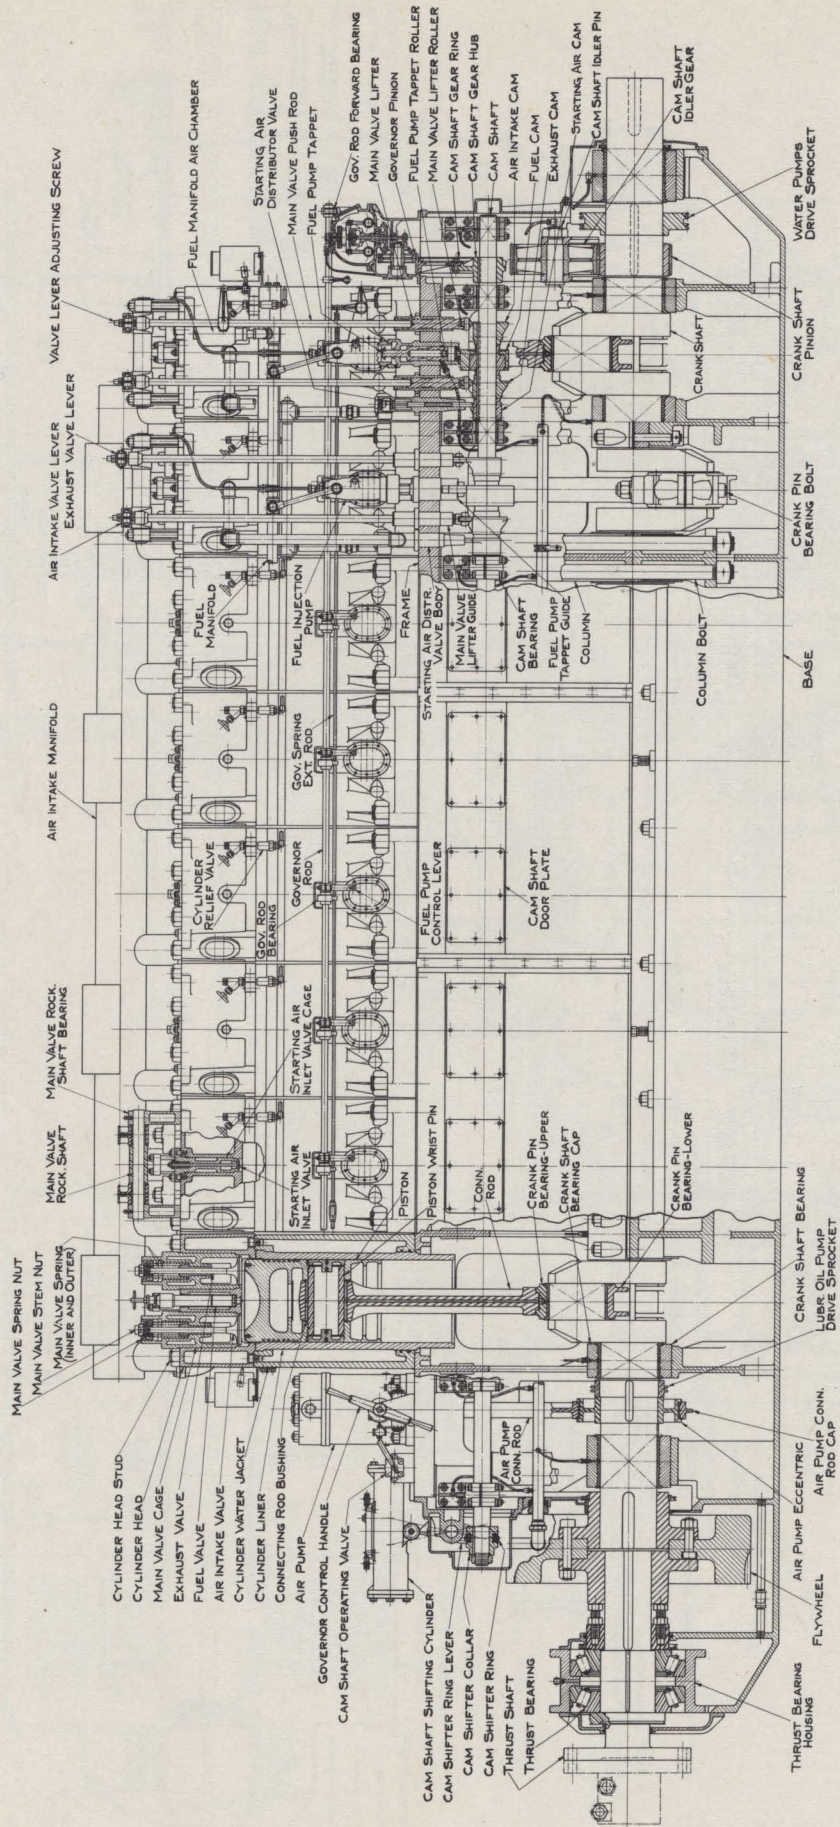 MAIN VALVE SPRING NUT
MAIN VALVE STEM NUT
MAIN VALVE SPRING
(INNER AND OUTER)
MAIN VALVE
ROCK. SHAFT
MAIN VALVE ROCK.
SHAFT BEARING
AIR INTAKE MANIFOLD
AIR INTAKE VALVE LEVER
EXHAUST VALVE LEVER
VALVE LEVER ADJUSTING SCREW
FUEL MANIFOLD AIR CHAMBER
STARTING AIR
DISTRIBUTOR VALVE
MAIN VALVE PUSH ROD
FUEL PUMP TAPPET
GOV. ROD FORWARD BEARING
MAIN VALVE LIFTER
GOVERNOR PINION
FUEL PUMP TAPPET ROLLER
MAIN VALVE LIFTER ROLLER
CAM SHAFT GEAR RING
CAM SHAFT GEAR HUB
CAM SHAFT
AIR INTAKE CAM
FUEL CAM
EXHAUST CAM
STARTING AIR CAM
CAM SHAFT IDLER PIN
CAM SHAFT
IDLER GEAR
CYLINDER HEAD STUD
CYLINDER HEAD
MAIN VALVE CAGE
EXHAUST VALVE
FUEL VALVE
AIR INTAKE VALVE
CYLINDER WATER JACKET
CYLINDER LINER
CONNECTING ROD BUSHING
AIR PUMP
GOVERNOR CONTROL HANDLE
CAM SHAFT OPERATING VALVE
CAM SHAFT SHIFTING CYLINDER
CAM SHIFTER RING LEVER
CAM SHIFTER COLLAR
CAM SHIFTER RING
THRUST SHAFT
THRUST BEARING
STARTING AIR
INLET VALVE
STARTING AIR
INLET VALVE CAGE
CYLINDER
RELIEF VALVE
GOV. ROD
BEARING
GOVERNOR
ROD
GOV. SPRING
EXT. ROD
FUEL
MANIFOLD
FUEL INJECTION
PUMP
FRAME
STARTING AIR DISTR.
VALVE BODY
MAIN VALVE
LIFTER GUIDE
CAM SHAFT
BEARING
FUEL PUMP
TAPPET GUIDE
COLUMN
PISTON
PISTON WRIST PIN
CONN.
ROD
CRANK PIN
BEARING-UPPER
CRANK SHAFT
BEARING CAP
CRANK PIN
BEARING-LOWER
FUEL PUMP
CONTROL LEVER
CAM SHAFT
DOOR PLATE
AIR PUMP
CONN. ROD
CRANKSHAFT
THRUST BEARING
HOUSING
FLYWHEEL
AIR PUMP ECCENTRIC
AIR PUMP CONN.
ROD CAP
LUBR. OIL PUMP
DRIVE SPROCKET
CRANK SHAFT BEARING
BASE
COLUMN BOLT
CRANK PIN
BEARING BOLT
CRANK SHAFT
PINION
WATER PUMPS
DRIVE SPROCKET